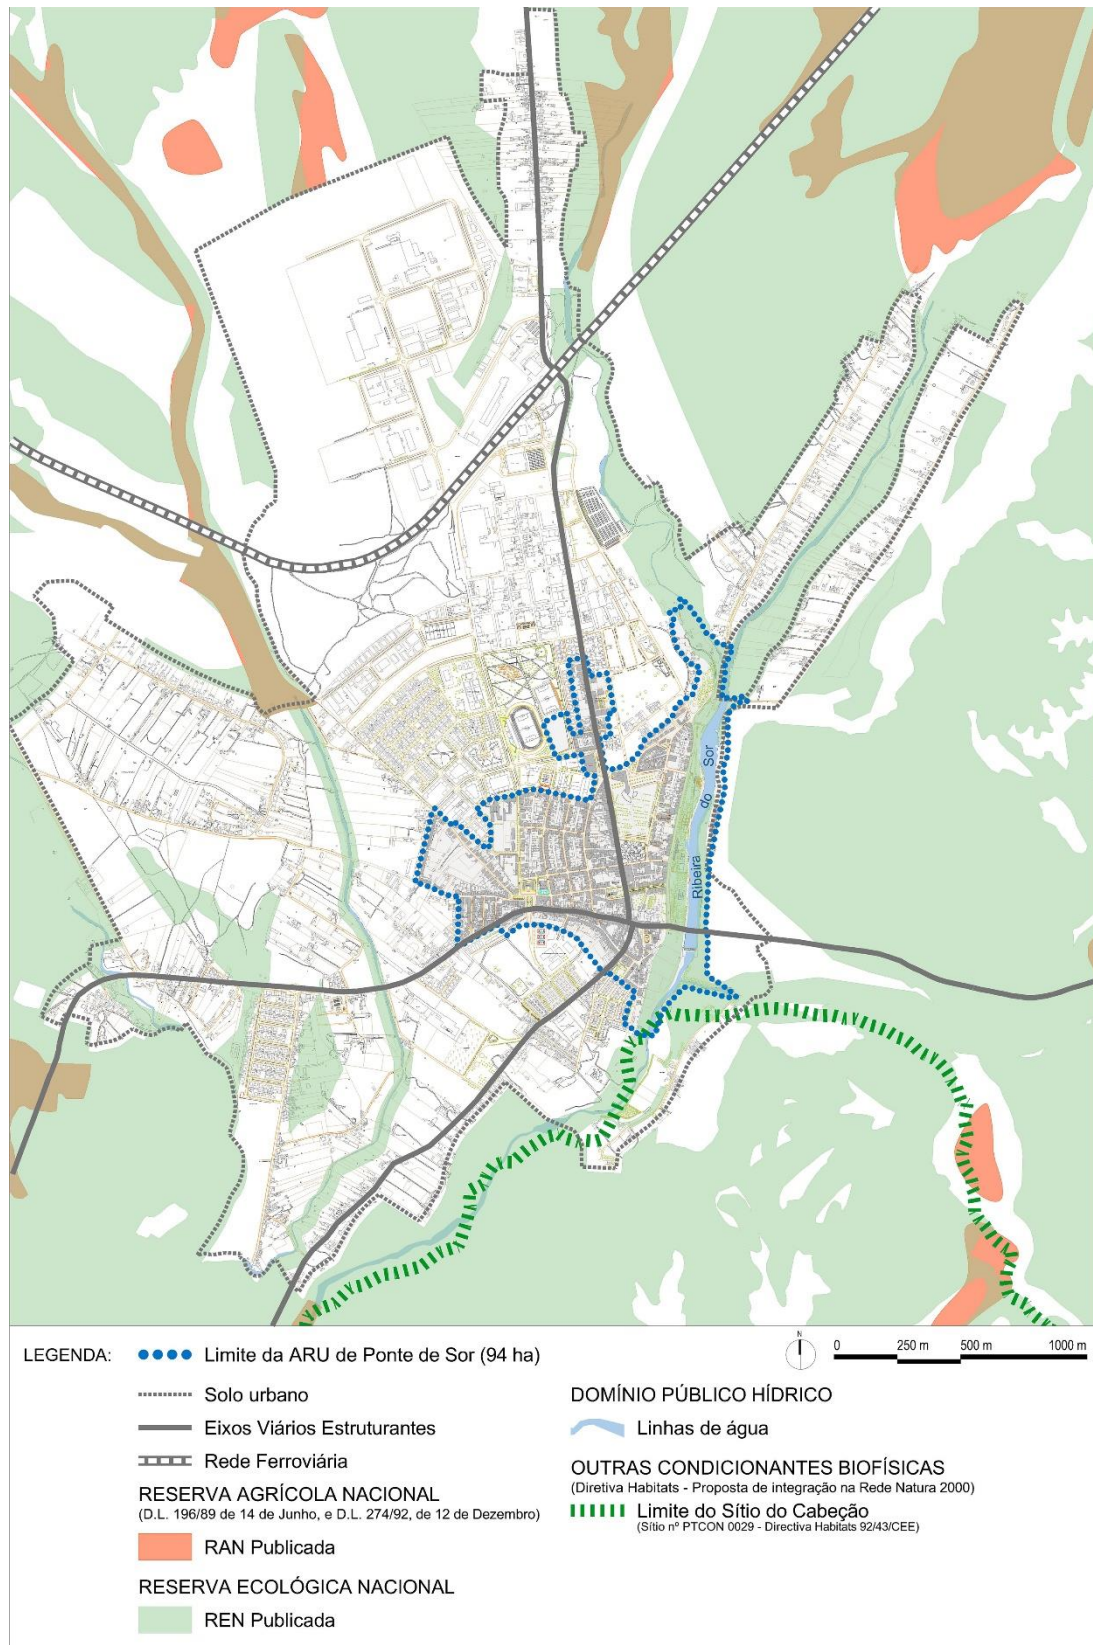 Ribeira do Sor
LEGENDA:
Limite da ARU de Ponte de Sor (94 ha)
N
0 250 m 500 m 1000 m
Solo urbano
Eixos Viários Estruturantes
Rede Ferroviária
RESERVA AGRÍCOLA NACIONAL
(D.L. 196/89 de 14 de Junho, e D.L. 274/92, de 12 de Dezembro)
RAN Publicada
RESERVA ECOLÓGICA NACIONAL
REN Publicada
DOMÍNIO PÚBLICO HÍDRICO
Linhas de água
OUTRAS CONDICIONANTES BIOFÍSICAS
(Diretiva Habitats - Proposta de integração na Rede Natura 2000)
Limite do Sítio do Cabeção
(Sítio nº PTCON 0029 - Directiva Habitats 92/43/CEE)